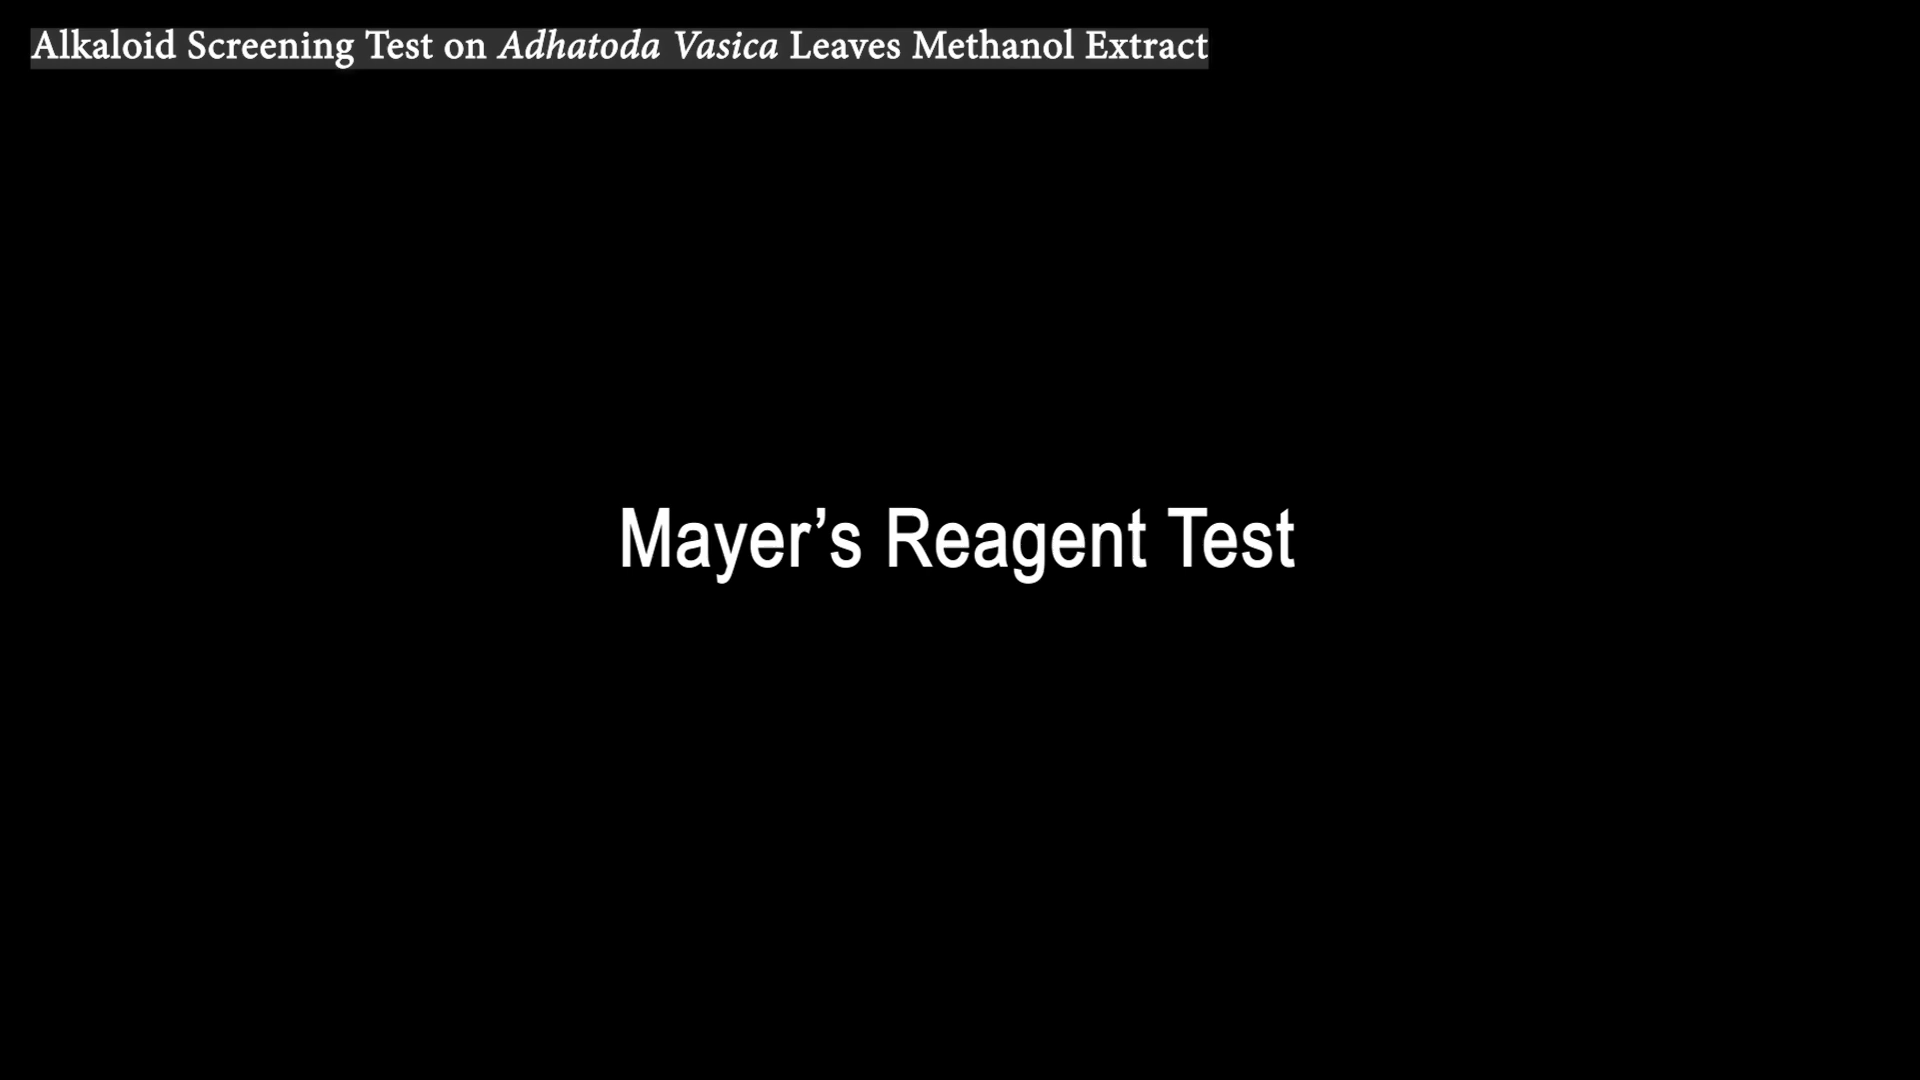 Alkaloid Screening Test on Adhatoda Vasica Leaves Methanol Extract
Mayer’s Reagent Test